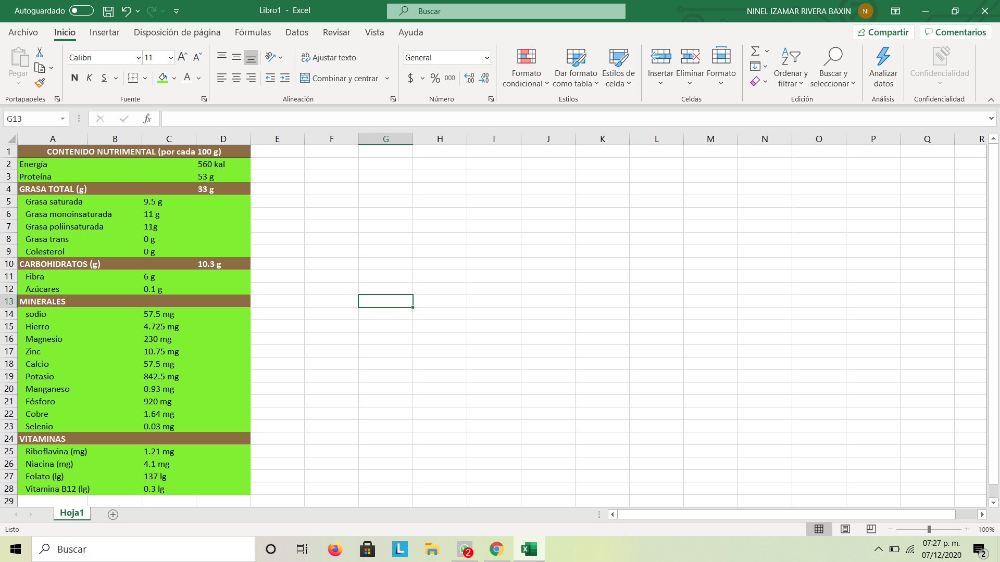 Autoguardado
Libro1 - Excel
Buscar
NINEL IZAMAR RIVERA BAXIN
NI
Archivo Inicio Insertar Disposición de página Fórmulas Datos Revisar Vista Ayuda
Compartir Comentarios
Pegar
Portapapeles
Calibri 11
N K S A
Fuente
Ajustar texto
Combinar y centrar
Alineación
General
$ % 000
Número
Formato condicional
Dar formato como tabla
Estilos de celda
Estilos
Insertar Eliminar Formato
Celdas
Ordenar y filtrar
Buscar y seleccionar
Edición
Analizar datos
Análisis
Confidencialidad
Confidencialidad
G13 fx
A B C D E F G H I J K L M N O P Q R
1 CONTENIDO NUTRIMENTAL (por cada 100 g)
2 Energía 560 kal
3 Proteína 53 g
4 GRASA TOTAL (g) 33 g
5 Grasa saturada 9.5 g
6 Grasa monoinsaturada 11 g
7 Grasa poliinsaturada 11g
8 Grasa trans 0 g
9 Colesterol 0 g
10 CARBOHIDRATOS (g) 10.3 g
11 Fibra 6 g
12 Azúcares 0.1 g
13 MINERALES
14 sodio 57.5 mg
15 Hierro 4.725 mg
16 Magnesio 230 mg
17 Zinc 10.75 mg
18 Calcio 57.5 mg
19 Potasio 842.5 mg
20 Manganeso 0.93 mg
21 Fósforo 920 mg
22 Cobre 1.64 mg
23 Selenio 0.03 mg
24 VITAMINAS
25 Riboflavina (mg) 1.21 mg
26 Niacina (mg) 4.1 mg
27 Folato (lg) 137 lg
28 Vitamina B12 (lg) 0.3 lg
29
Hoja1
Listo
100%
Buscar
L
2
07:27 p. m.
07/12/2020
2